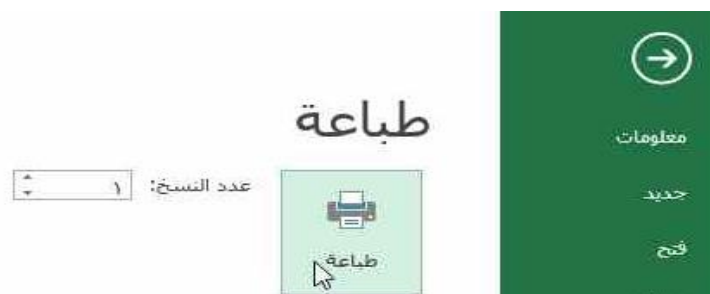 معلومات
جديد
فتح
طباعة
طباعة
عدد النسخ: ١